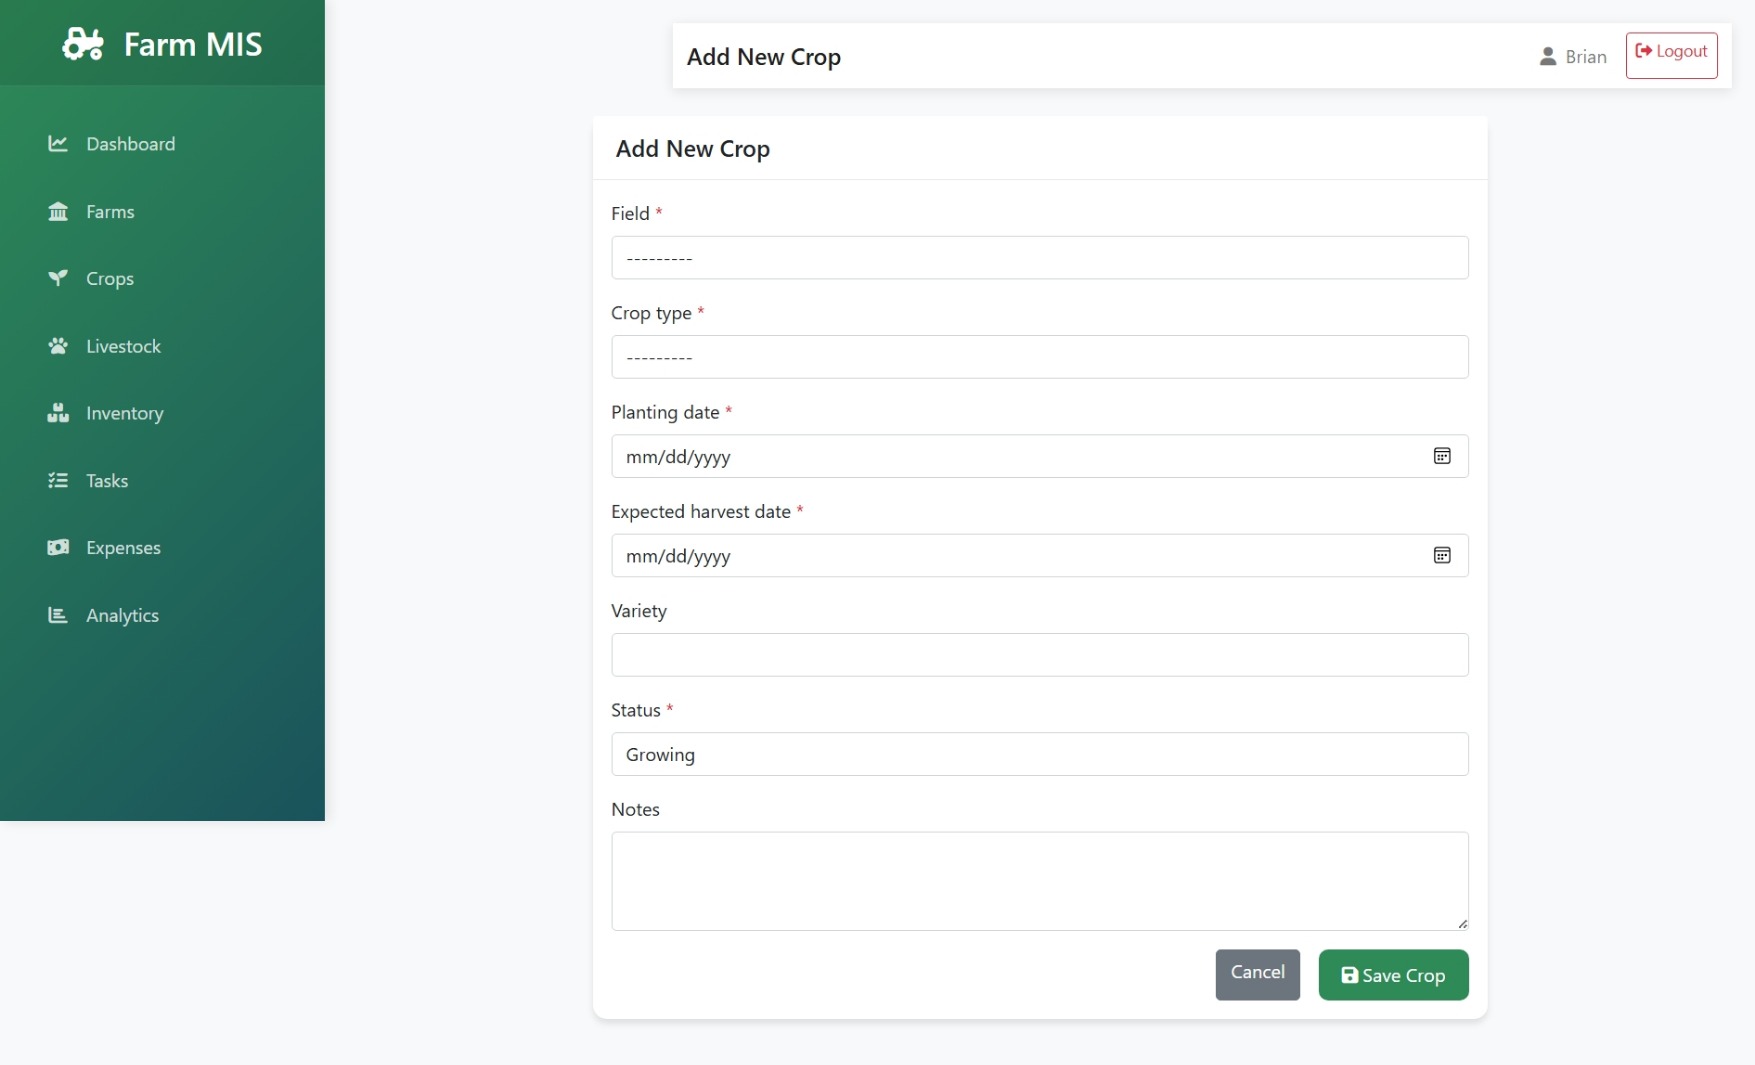 Farm MIS
Dashboard
Farms
Crops
Livestock
Inventory
Tasks
Expenses
Analytics
Add New Crop
Brian
Logout
Add New Crop
Field *
---------
Crop type *
---------
Planting date *
mm/dd/yyyy
Expected harvest date *
mm/dd/yyyy
Variety
Status *
Growing
Notes
Cancel
Save Crop